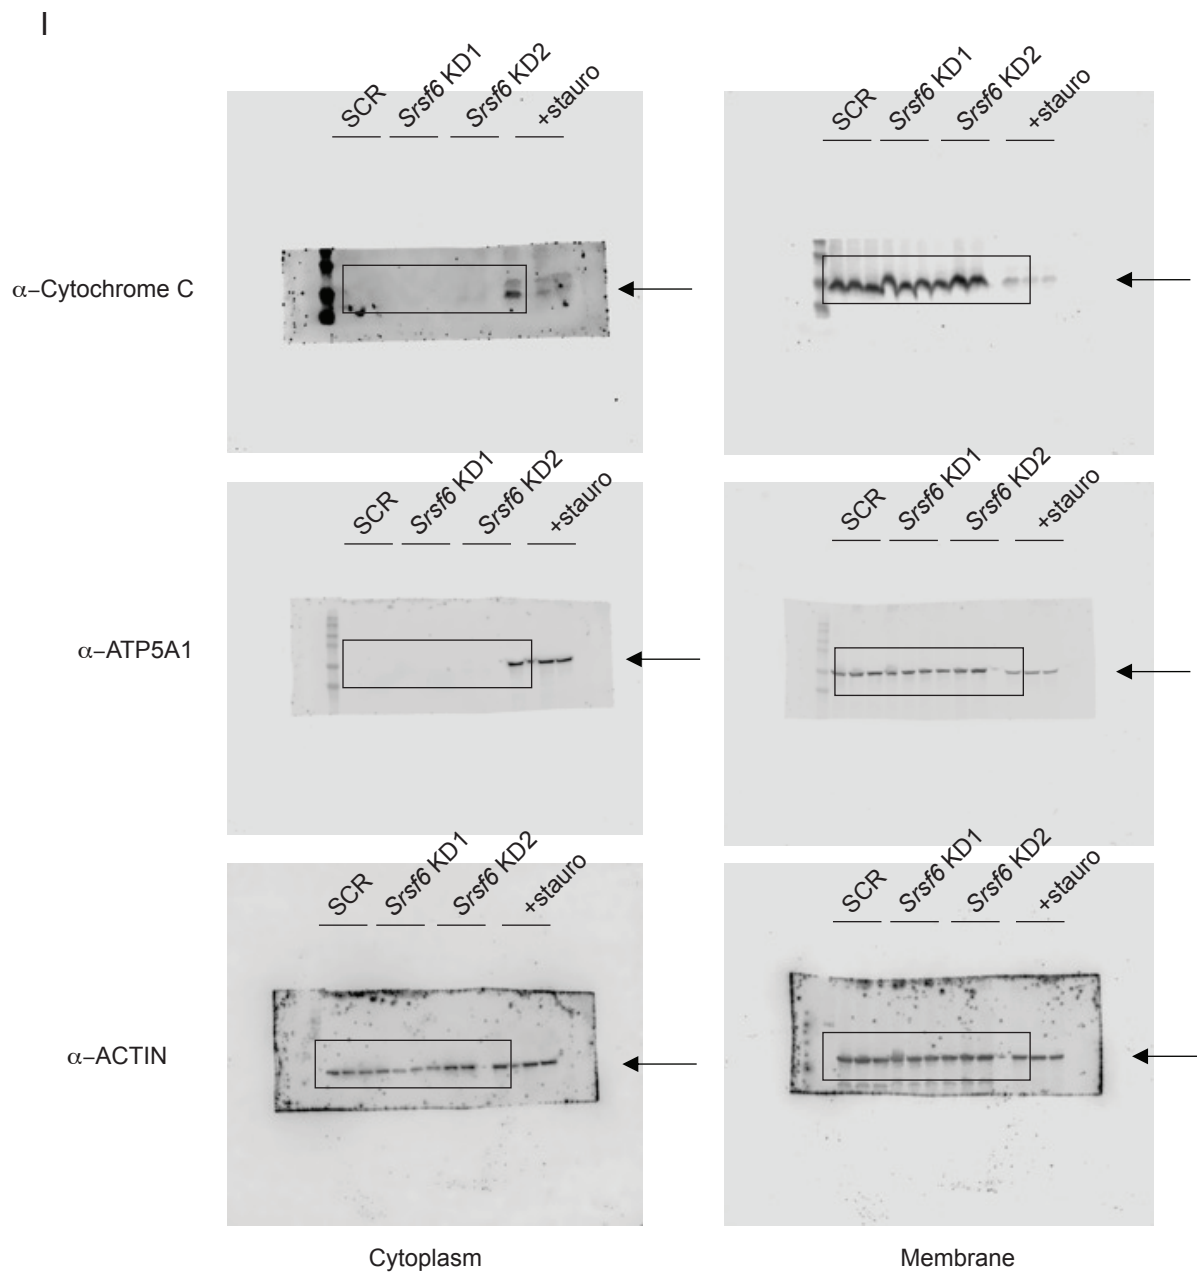 I
SCR Srsf6 KD1 Srsf6 KD2 +stauro
SCR Srsf6 KD1 Srsf6 KD2 +stauro
α−Cytochrome C
SCR Srsf6 KD1 Srsf6 KD2 +stauro
SCR Srsf6 KD1 Srsf6 KD2 +stauro
α−ATP5A1
SCR Srsf6 KD1 Srsf6 KD2 +stauro
SCR Srsf6 KD1 Srsf6 KD2 +stauro
α−ACTIN
Cytoplasm
Membrane